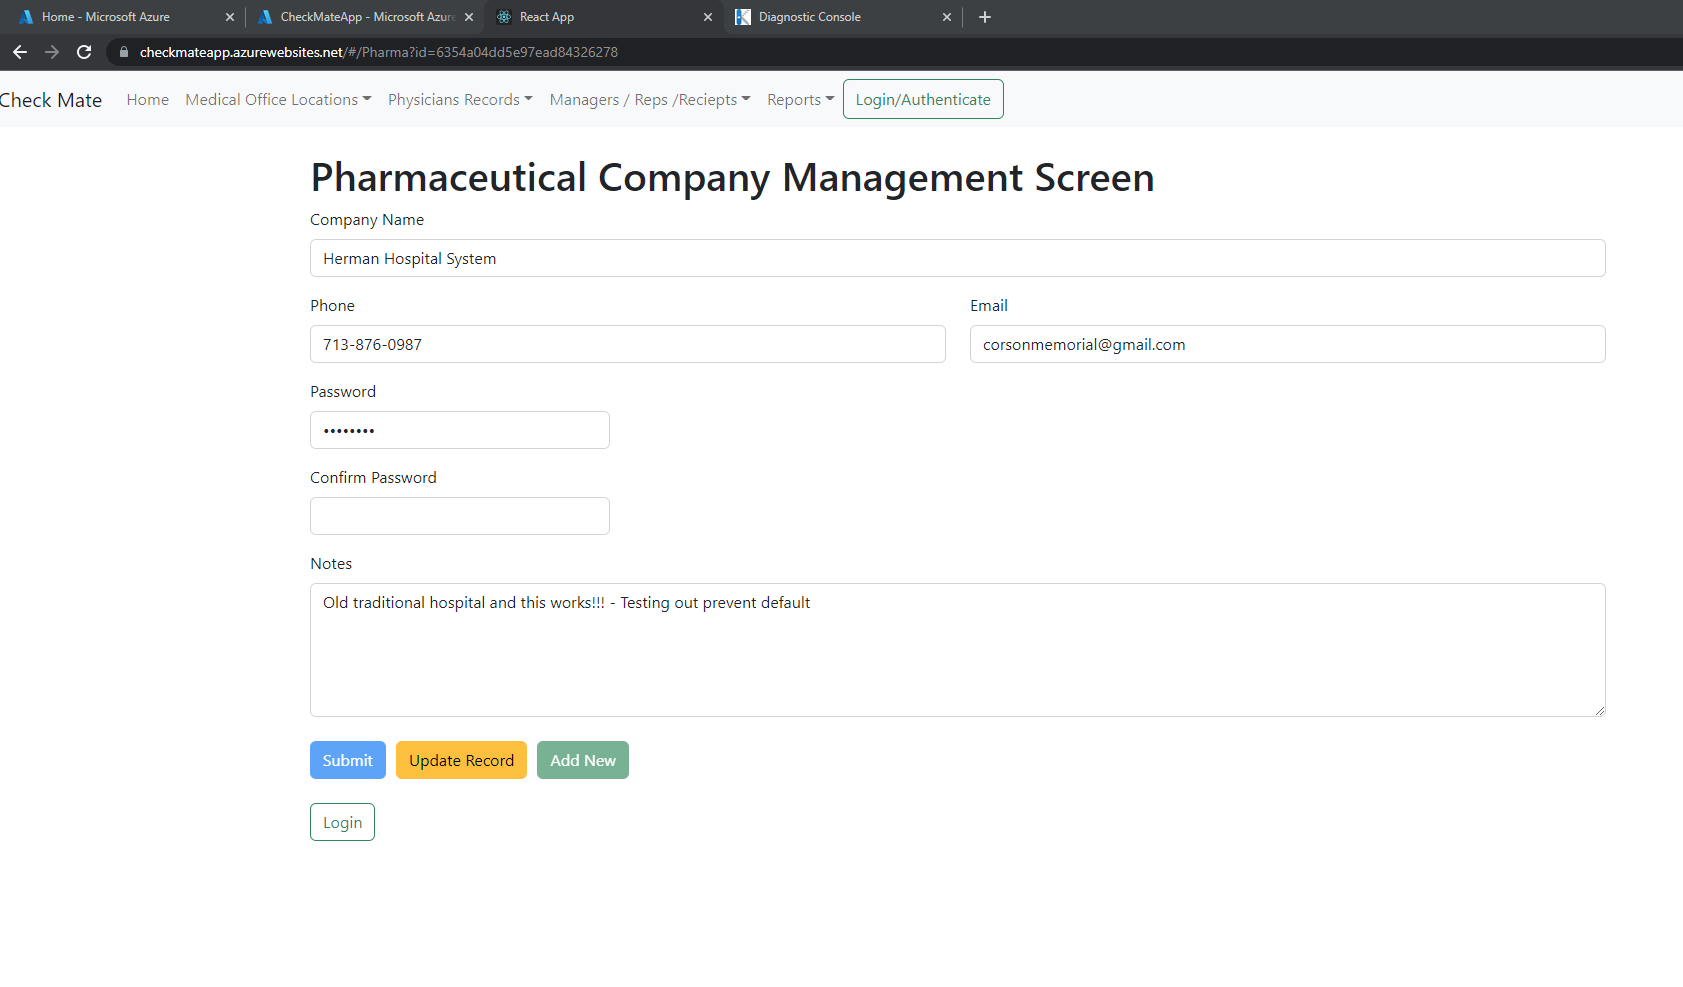 Home - Microsoft Azure
CheckMateApp - Microsoft Azure
React App
Diagnostic Console
checkmateapp.azurewebsites.net/#/Pharma?id=6354a04dd5e97ead84326278
Check Mate Home Medical Office Locations Physicians Records Managers / Reps /Reciepts Reports Login/Authenticate
Pharmaceutical Company Management Screen
Company Name
Herman Hospital System
Phone Email
713-876-0987 corsonmemorial@gmail.com
Password
••••••••
Confirm Password
Notes
Old traditional hospital and this works!!! - Testing out prevent default
Submit Update Record Add New
Login